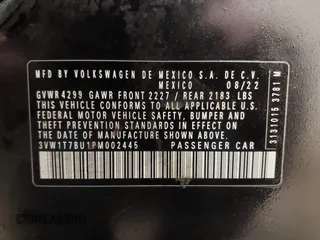 MFD.BY VOLKSWAGEN DE MEXICO S.A. DE C.V.
MEXICO 08/22
GVWR 4299 GAWR FRONT 2227 / REAR 2183 LBS
THIS VEHICLE CONFORMS TO ALL APPLICABLE U.S.
FEDERAL MOTOR VEHICLE SAFETY, BUMPER, AND
THEFT PREVENTION STANDARDS IN EFFECT ON THE
DATE OF MANUFACTURE SHOWN ABOVE.
3VW1T7BU1PM002445 PASSENGER CAR
3131015 3781 M